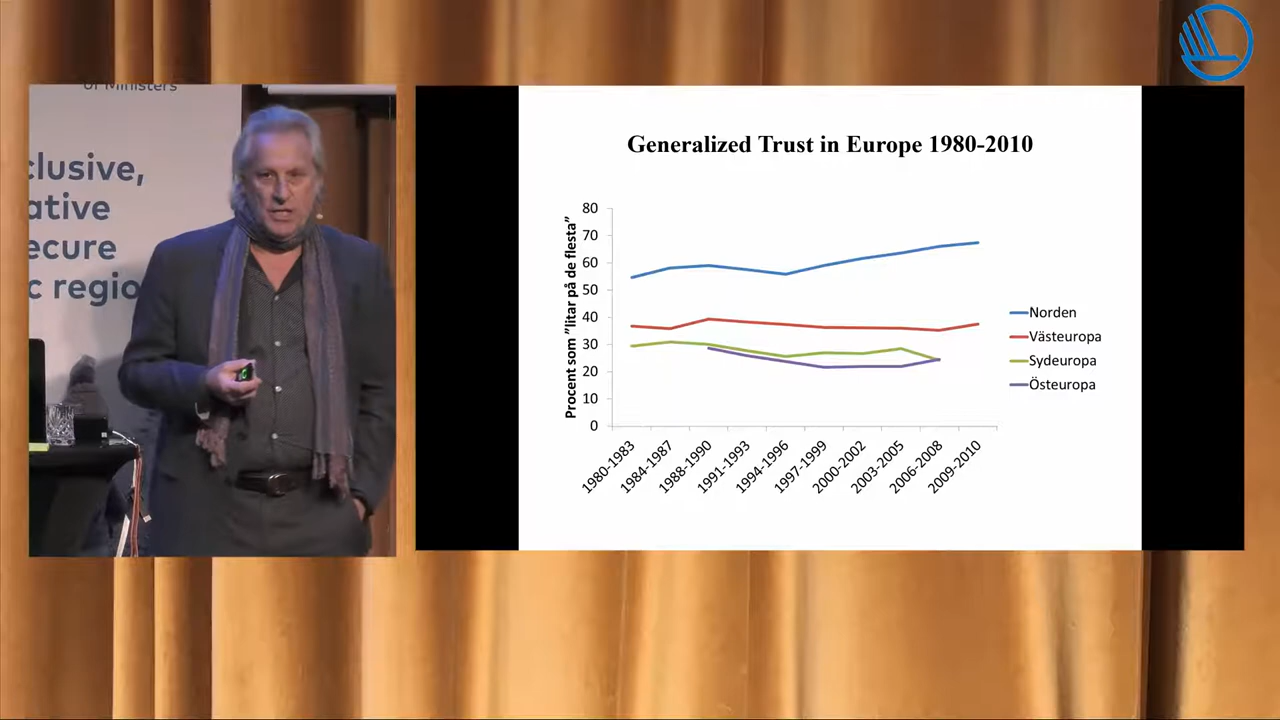 of Ministers
clusive,
ative
ecure
c regio
Generalized Trust in Europe 1980-2010
Procent som ”litar på de flesta”
80
70
60
50
40
30
20
10
0
1980-1983
1984-1987
1988-1990
1991-1993
1994-1996
1997-1999
2000-2002
2003-2005
2006-2008
2009-2010
Norden
Västeuropa
Sydeuropa
Östeuropa